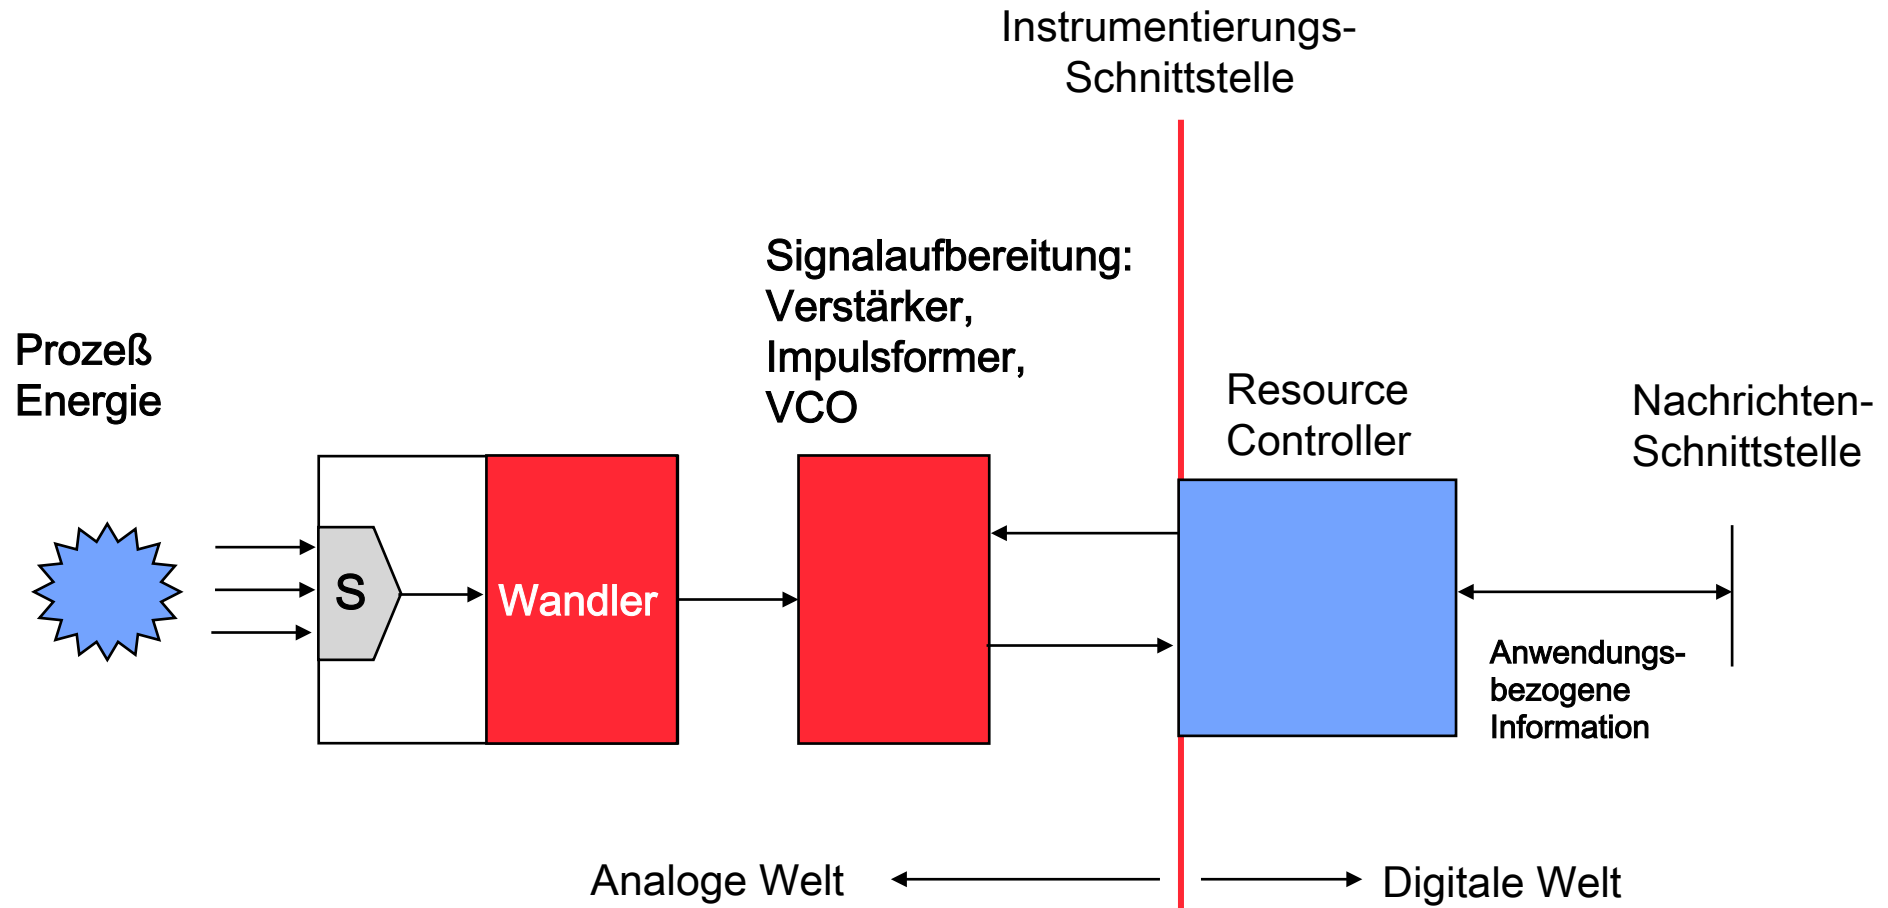 Instrumentierungs-
Schnittstelle
Signalaufbereitung:
Verstärker,
Impulsformer,
VCO
Prozeß
Energie
Resource
Controller
Nachrichten-
Schnittstelle
S
Wandler
Anwendungs-
bezogene
Information
Analoge Welt
Digitale Welt